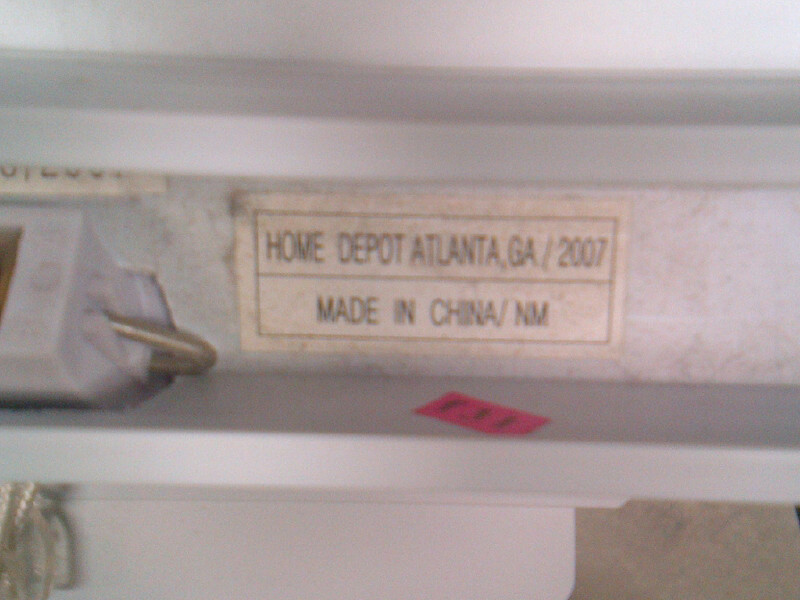 HOME DEPOT ATLANTA, GA / 2007
MADE IN CHINA/ NM